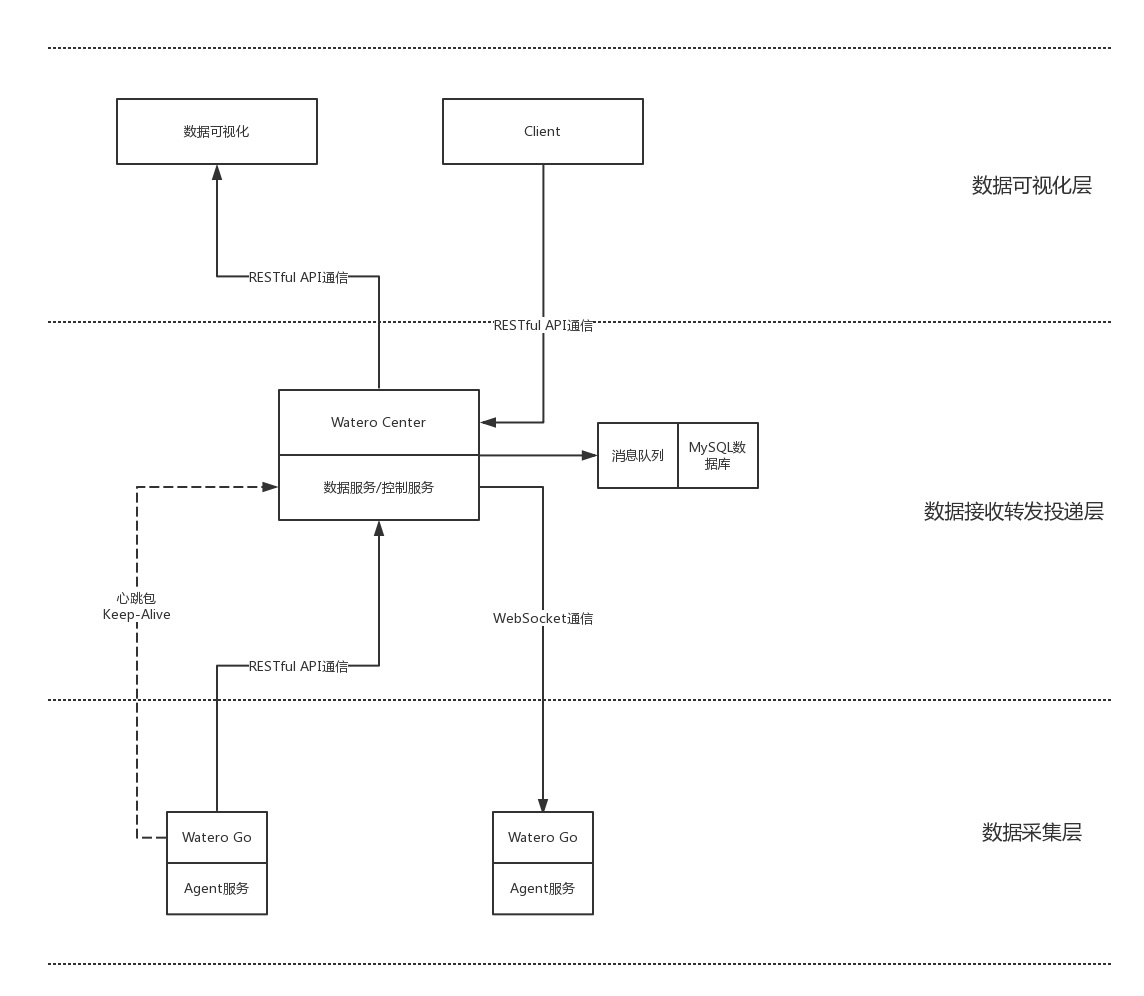 数据可视化
Client
数据可视化层
RESTful API通信
RESTful API通信
Watero Center
数据服务/控制服务
消息队列
MySQL数
据库
数据接收转发投递层
心跳包
Keep-Alive
WebSocket通信
RESTful API通信
Watero Go
Agent服务
Watero Go
Agent服务
数据采集层